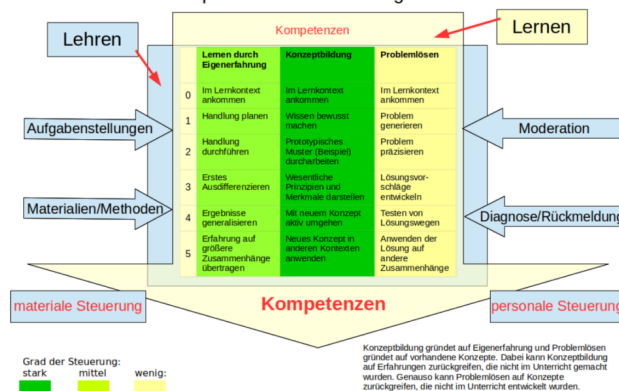 Kompetenzen
Lehren
Lernen
Lernen durch
Eigenerfahrung
Konzeptbildung
Problemlösen
0
Im Lernkontext
ankommen
Im Lernkontext
ankommen
Im Lernkontext
ankommen
1
Handlung planen
Wissen bewusst
machen
Problem
generieren
2
Handlung
durchführen
Prototypisches
Muster (Beispiel)
durcharbeiten
Problem
präzisieren
3
Erstes
Ausdifferenzieren
Wesentliche
Prinzipien und
Merkmale darstellen
Lösungsvor-
schläge
entwickeln
4
Ergebnisse
generalisieren
Mit neuem Konzept
aktiv umgehen
Testen von
Lösungswegen
5
Erfahrung auf
größere
Zusammenhänge
übertragen
Neues Konzept in
anderen Kontexten
anwenden
Anwenden der
Lösung auf
andere
Zusammenhänge
Aufgabenstellungen
Moderation
Materialien/Methoden
Diagnose/Rückmeldung
materiale Steuerung
Kompetenzen
personale Steuerung
Grad der Steuerung:
stark mittel wenig:
Konzeptbildung gründet auf Eigenerfahrung und Problemlösen
gründet auf vorhandene Konzepte. Dabei kann Konzeptbildung
auf Erfahrungen zurückgreifen, die nicht im Unterricht gemacht
wurden. Genauso kann Problemlösen auf Konzepte
zurückgreifen, die nicht im Unterricht entwickelt wurden.